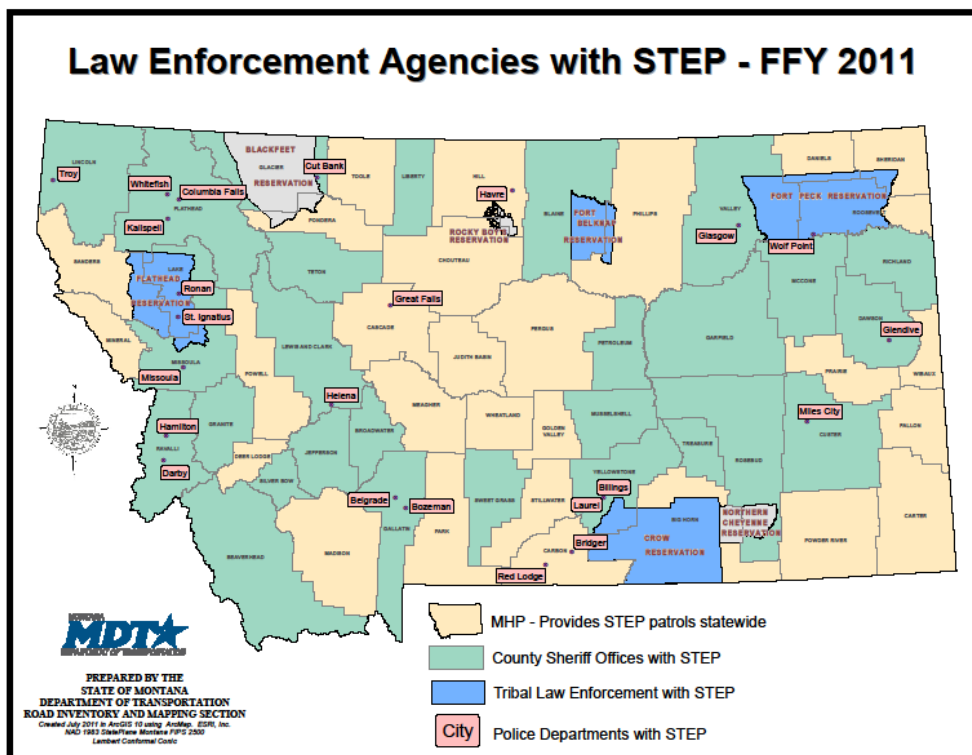 Law Enforcement Agencies with STEP - FFY 2011
LINCOLN
Troy
Whitefish
Columbia Falls
FLATHEAD
Kalispell
BLACKFEET
GLACIER
RESERVATION
Cut Bank
TOOLE
LIBERTY
HILL
Havre
ROCKY BOYS
RESERVATION
BLAINE
FORT
BELKNAP
RESERVATION
PHILLIPS
VALLEY
Glasgow
DANIELS
SHERIDAN
FORT PECK RESERVATION
ROOSEVELT
Wolf Point
PONDERA
CHOUTEAU
SANDERS
LAKE
FLATHEAD
RESERVATION
Ronan
St. Ignatius
TETON
Great Falls
CASCADE
FERGUS
JUDITH BASIN
PETROLEUM
GARFIELD
MCCONE
RICHLAND
DAWSON
Glendive
PRAIRIE
WIBAUX
MINERAL
MISSOULA
Missoula
POWELL
LEWIS AND CLARK
Helena
MEAGHER
WHEATLAND
GOLDEN
VALLEY
MUSSELSHELL
TREASURE
ROSEBUD
Miles City
CUSTER
FALLON
Hamilton
RAVALLI
Darby
GRANITE
DEER LODGE
SILVER BOW
JEFFERSON
BROADWATER
Belgrade
Bozeman
GALLATIN
PARK
SWEET GRASS
STILLWATER
YELLOWSTONE
Billings
Laurel
BIG HORN
CROW
RESERVATION
NORTHERN
CHEYENNE
RESERVATION
POWDER RIVER
CARTER
BEAVERHEAD
MADISON
Bridger
CARBON
Red Lodge
MONTANA
MDT
DEPARTMENT OF TRANSPORTATION
PREPARED BY THE
STATE OF MONTANA
DEPARTMENT OF TRANSPORTATION
ROAD INVENTORY AND MAPPING SECTION
Created July 2011 in ArcGIS 10 using ArcMap. ESRI, Inc.
NAD 1983 StatePlane Montana FIPS 2500
Lambert Conformal Conic
MHP - Provides STEP patrols statewide
County Sheriff Offices with STEP
Tribal Law Enforcement with STEP
City
Police Departments with STEP